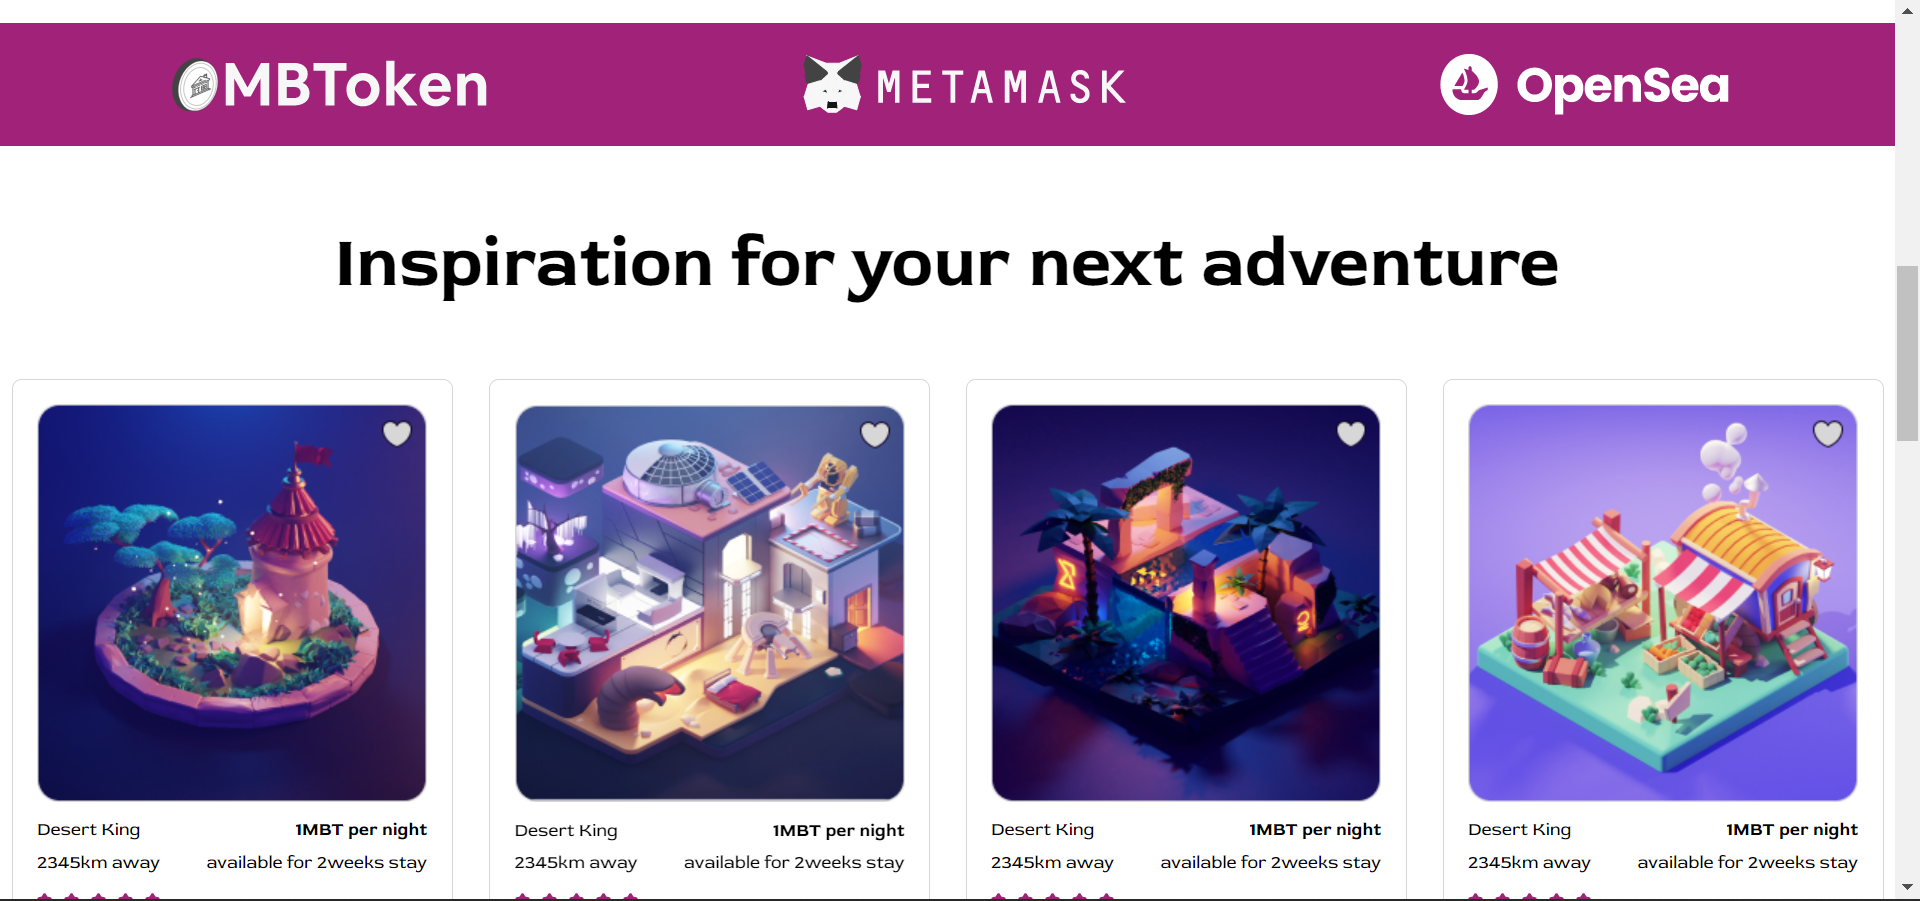 MBToken
METAMASK
OpenSea
Inspiration for your next adventure
Desert King 1MBT per night
2345km away available for 2weeks stay
Desert King 1MBT per night
2345km away available for 2weeks stay
Desert King 1MBT per night
2345km away available for 2weeks stay
Desert King 1MBT per night
2345km away available for 2weeks stay